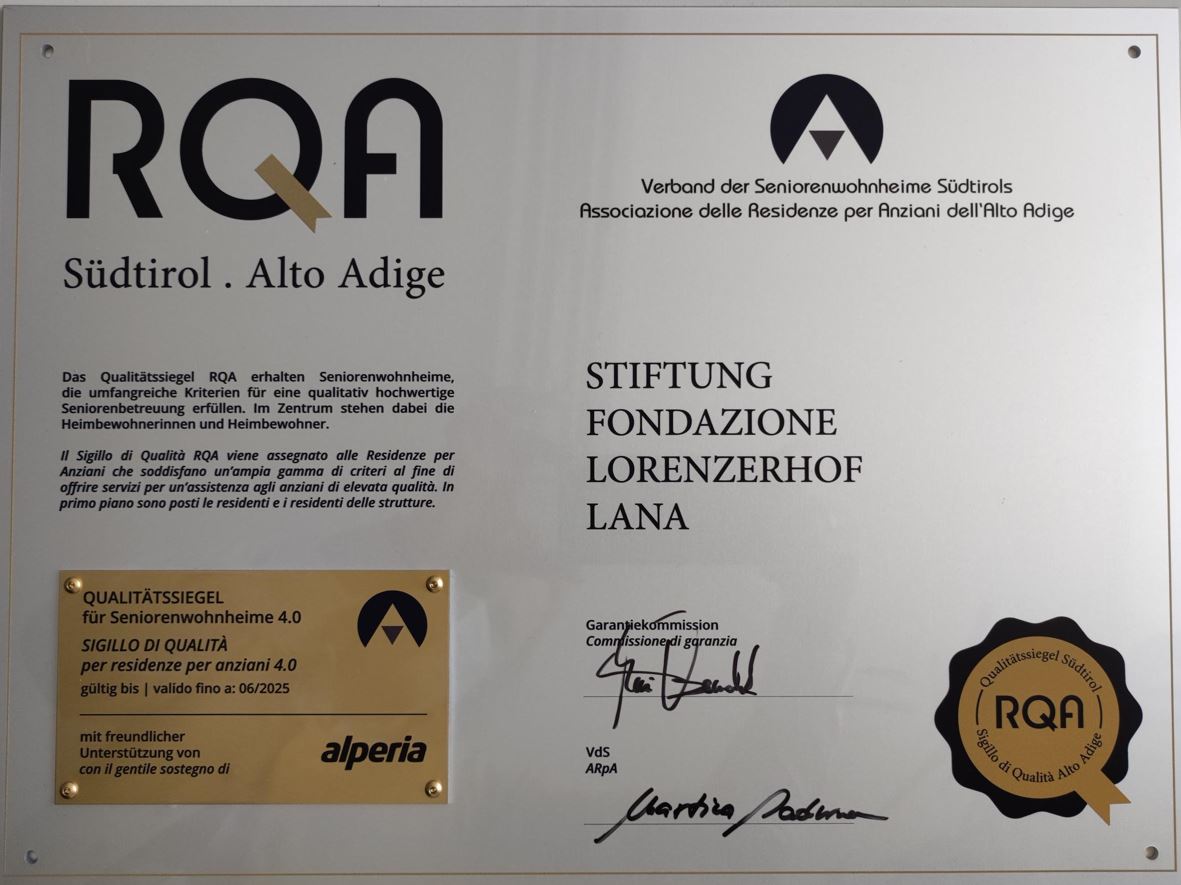 RQA
Südtirol . Alto Adige
Verband der Seniorenwohnheime Südtirols
Associazione delle Residenze per Anziani dell'Alto Adige
Das Qualitätssiegel RQA erhalten Seniorenwohnheime,
die umfangreiche Kriterien für eine qualitativ hochwertige
Seniorenbetreuung erfüllen. Im Zentrum stehen dabei die
Heimbewohnerinnen und Heimbewohner.
Il Sigillo di Qualità RQA viene assegnato alle Residenze per
Anziani che soddisfano un'ampia gamma di criteri al fine di
offrire servizi per un'assistenza agli anziani di elevata qualità. In
primo piano sono posti le residenti e i residenti delle strutture.
STIFTUNG
FONDAZIONE
LORENZERHOF
LANA
QUALITÄTSSIEGEL
für Seniorenwohnheime 4.0
SIGILLO DI QUALITÀ
per residenze per anziani 4.0
gültig bis | valido fino a: 06/2025
mit freundlicher
Unterstützung von
con il gentile sostegno di
alperia
Garantiekommission
Commissione di garanzia
VdS
ARpA
Martina
Qualitätssiegel Südtirol
RQA
Sigillo di Qualità Alto Adige